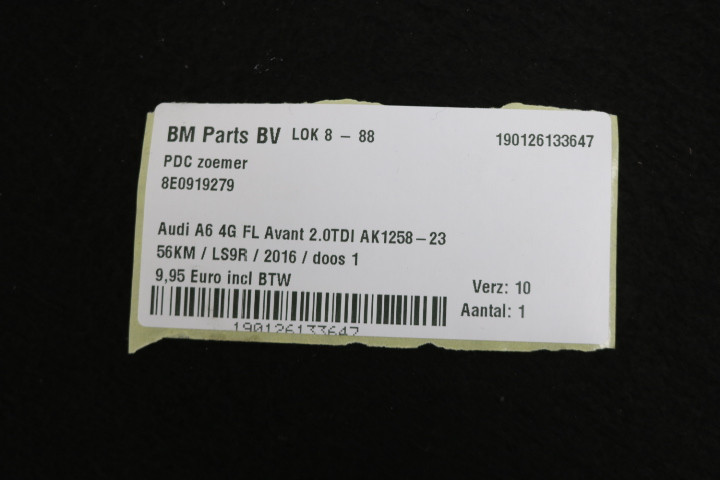 BM Parts BV LOK 8 - 88 190126133647
PDC zoemer
8E0919279
Audi A6 4G FL Avant 2.0TDI AK1258-23
56KM / LS9R / 2016 / doos 1
9,95 Euro incl BTW
Verz: 10
Aantal: 1
190126133647